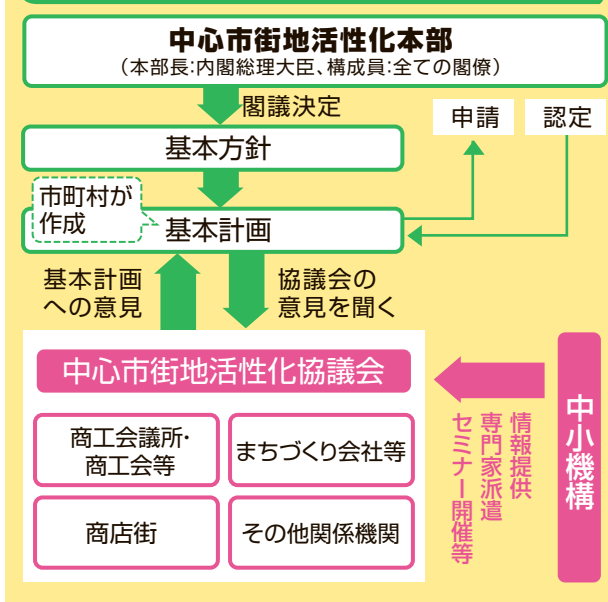 中心市街地活性化本部
（本部長:内閣総理大臣、構成員:全ての閣僚）
閣議決定
申請
認定
基本方針
市町村が
作成
基本計画
基本計画
への意見
協議会の
意見を聞く
中心市街地活性化協議会
商工会議所・
商工会等
まちづくり会社等
商店街
その他関係機関
情報提供
専門家派遣
セミナー開催等
中小機構